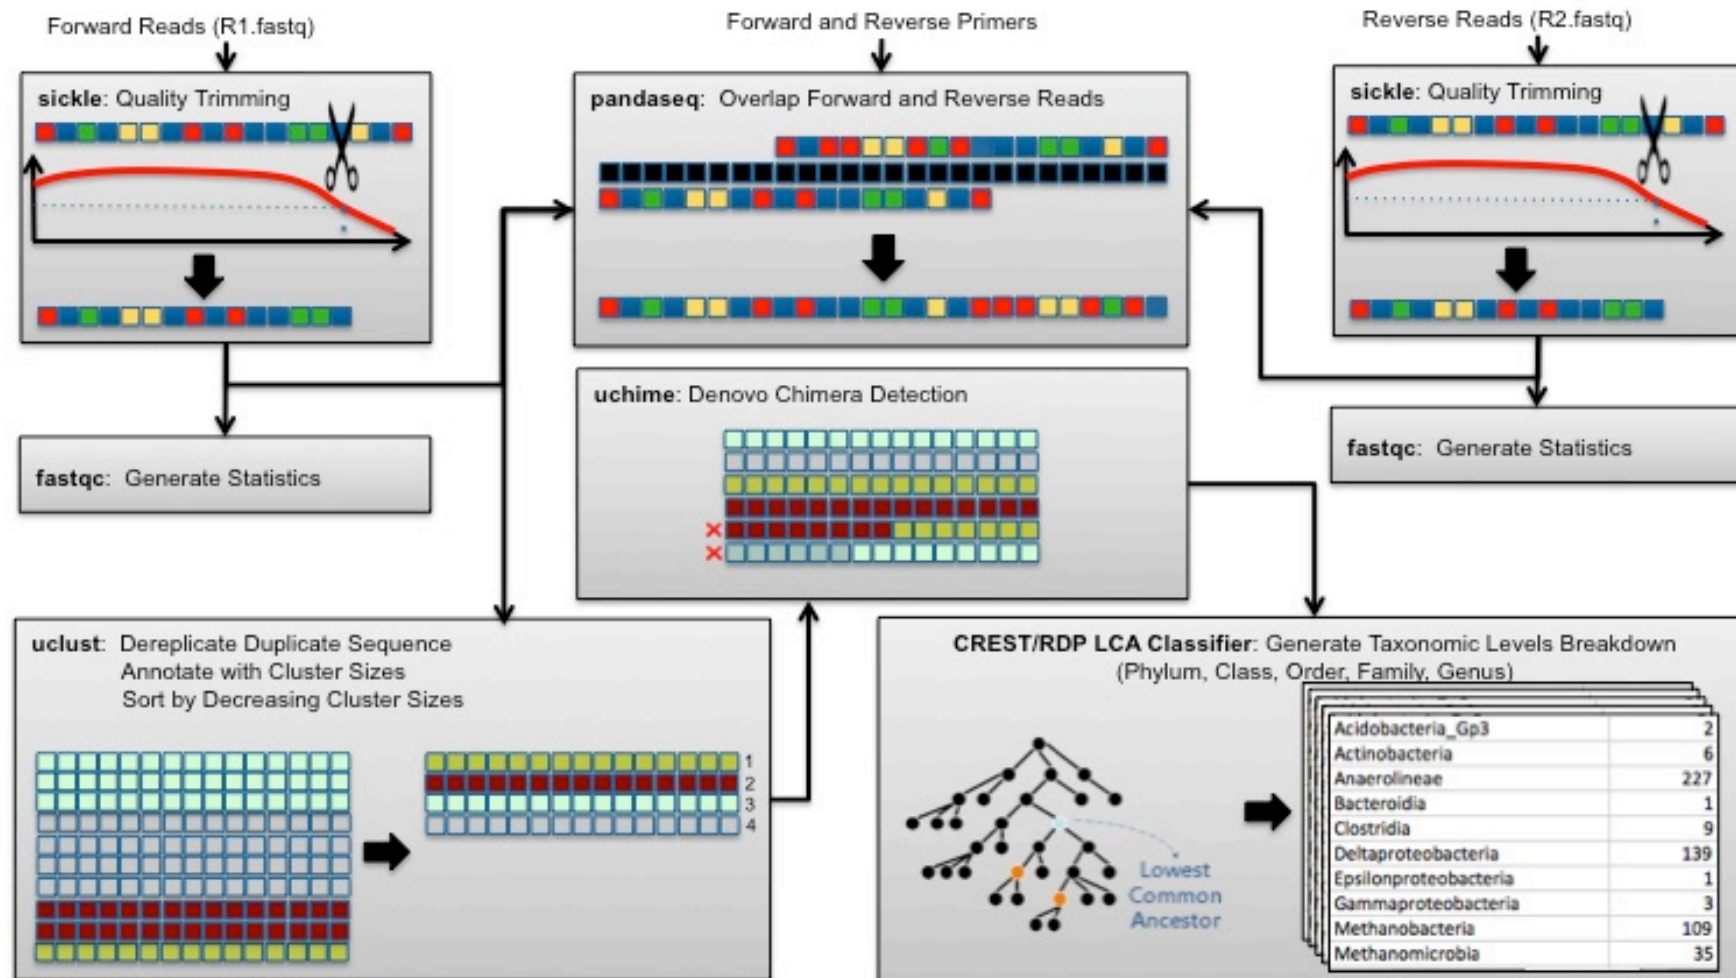 Forward Reads (R1.fastq)
Forward and Reverse Primers
Reverse Reads (R2.fastq)
sickle: Quality Trimming
pandaseq: Overlap Forward and Reverse Reads
sickle: Quality Trimming
uchime: Denovo Chimera Detection
fastqc: Generate Statistics
fastqc: Generate Statistics
uclust: Dereplicate Duplicate Sequence
Annotate with Cluster Sizes
Sort by Decreasing Cluster Sizes
1
2
3
4
CREST/RDP LCA Classifier: Generate Taxonomic Levels Breakdown
(Phylum, Class, Order, Family, Genus)
Lowest
Common
Ancestor
Acidobacteria_Gp3 2
Actinobacteria 6
Anaerolineae 227
Bacteroidia 1
Clostridia 9
Deltaproteobacteria 139
Epsilonproteobacteria 1
Gammaproteobacteria 3
Methanobacteria 109
Methanomicrobia 35